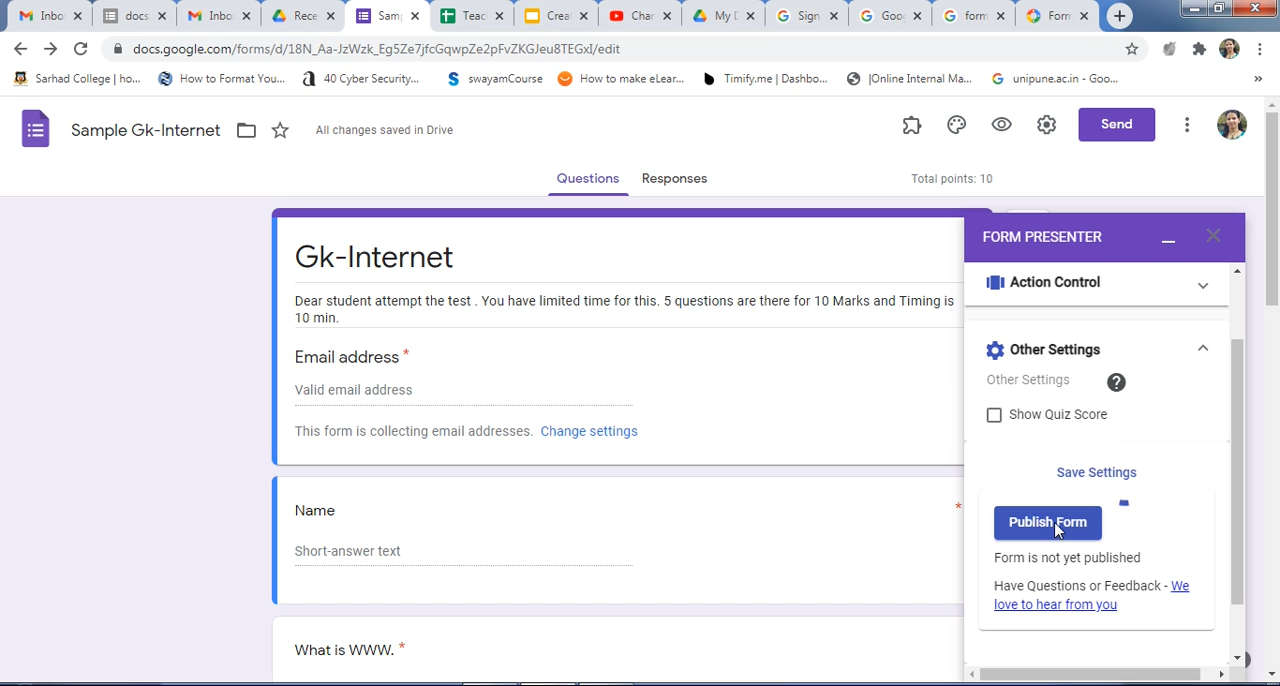 Inbo
docs.
Inbo
Rece
Samp
Teac
Creat
Char
My D
Sign
Goo
form
Form
docs.google.com/forms/d/18N_Aa-JzWzk_Eg5Ze7jfcGqwpZe2pFvZKGJeu8TEGxI/edit
Sarhad College | ho...
How to Format You...
40 Cyber Security...
swayamCourse
How to make eLear...
Timify.me | Dashbo...
|Online Internal Ma...
unipune.ac.in - Goo...
»
Sample Gk-Internet
All changes saved in Drive
Send
Questions
Responses
Total points: 10
Gk-Internet
Dear student attempt the test . You have limited time for this. 5 questions are there for 10 Marks and Timing is
10 min.
Email address *
Valid email address
This form is collecting email addresses. Change settings
Name
*
Short-answer text
What is WWW. *
FORM PRESENTER
Action Control
Other Settings
Other Settings
?
Show Quiz Score
Save Settings
Publish Form
Form is not yet published
Have Questions or Feedback - We
love to hear from you